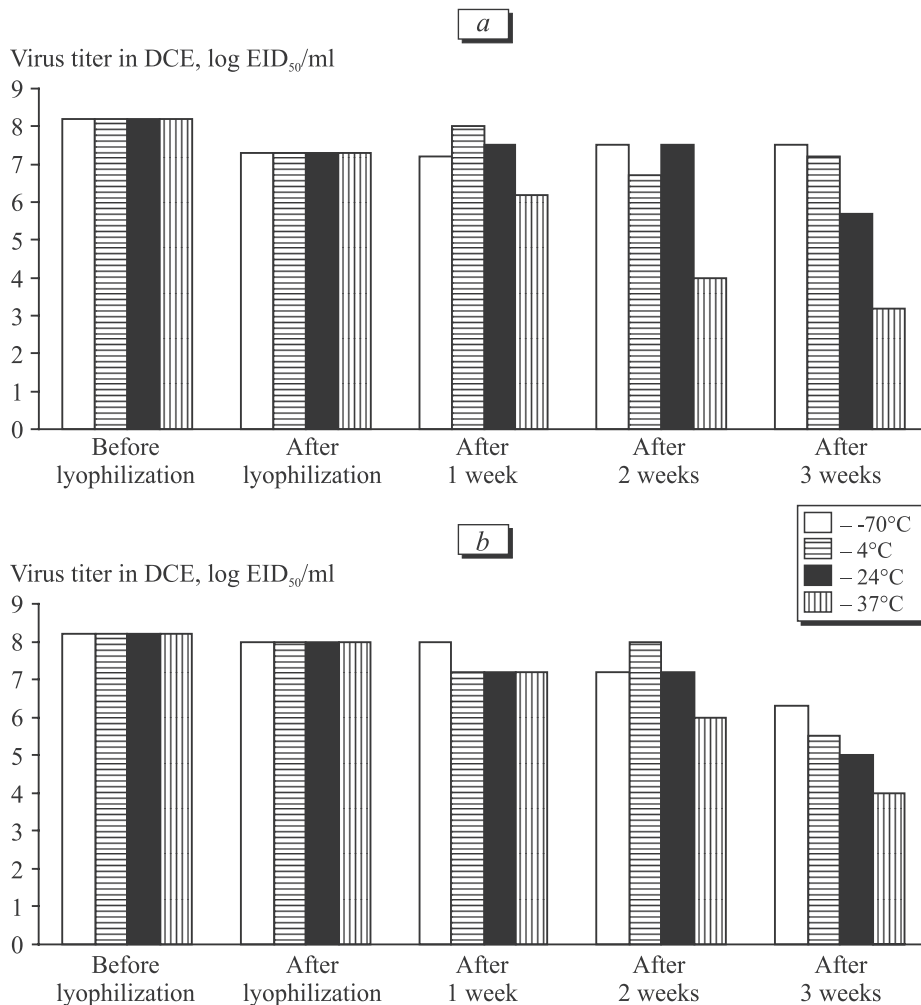 a
Virus titer in DCE, log EID50/ml
9
8
7
6
5
4
3
2
1
0
Before lyophilization
After lyophilization
After 1 week
After 2 weeks
After 3 weeks
– -70°C
– 4°C
– 24°C
– 37°C
b
Virus titer in DCE, log EID50/ml
9
8
7
6
5
4
3
2
1
0
Before lyophilization
After lyophilization
After 1 week
After 2 weeks
After 3 weeks